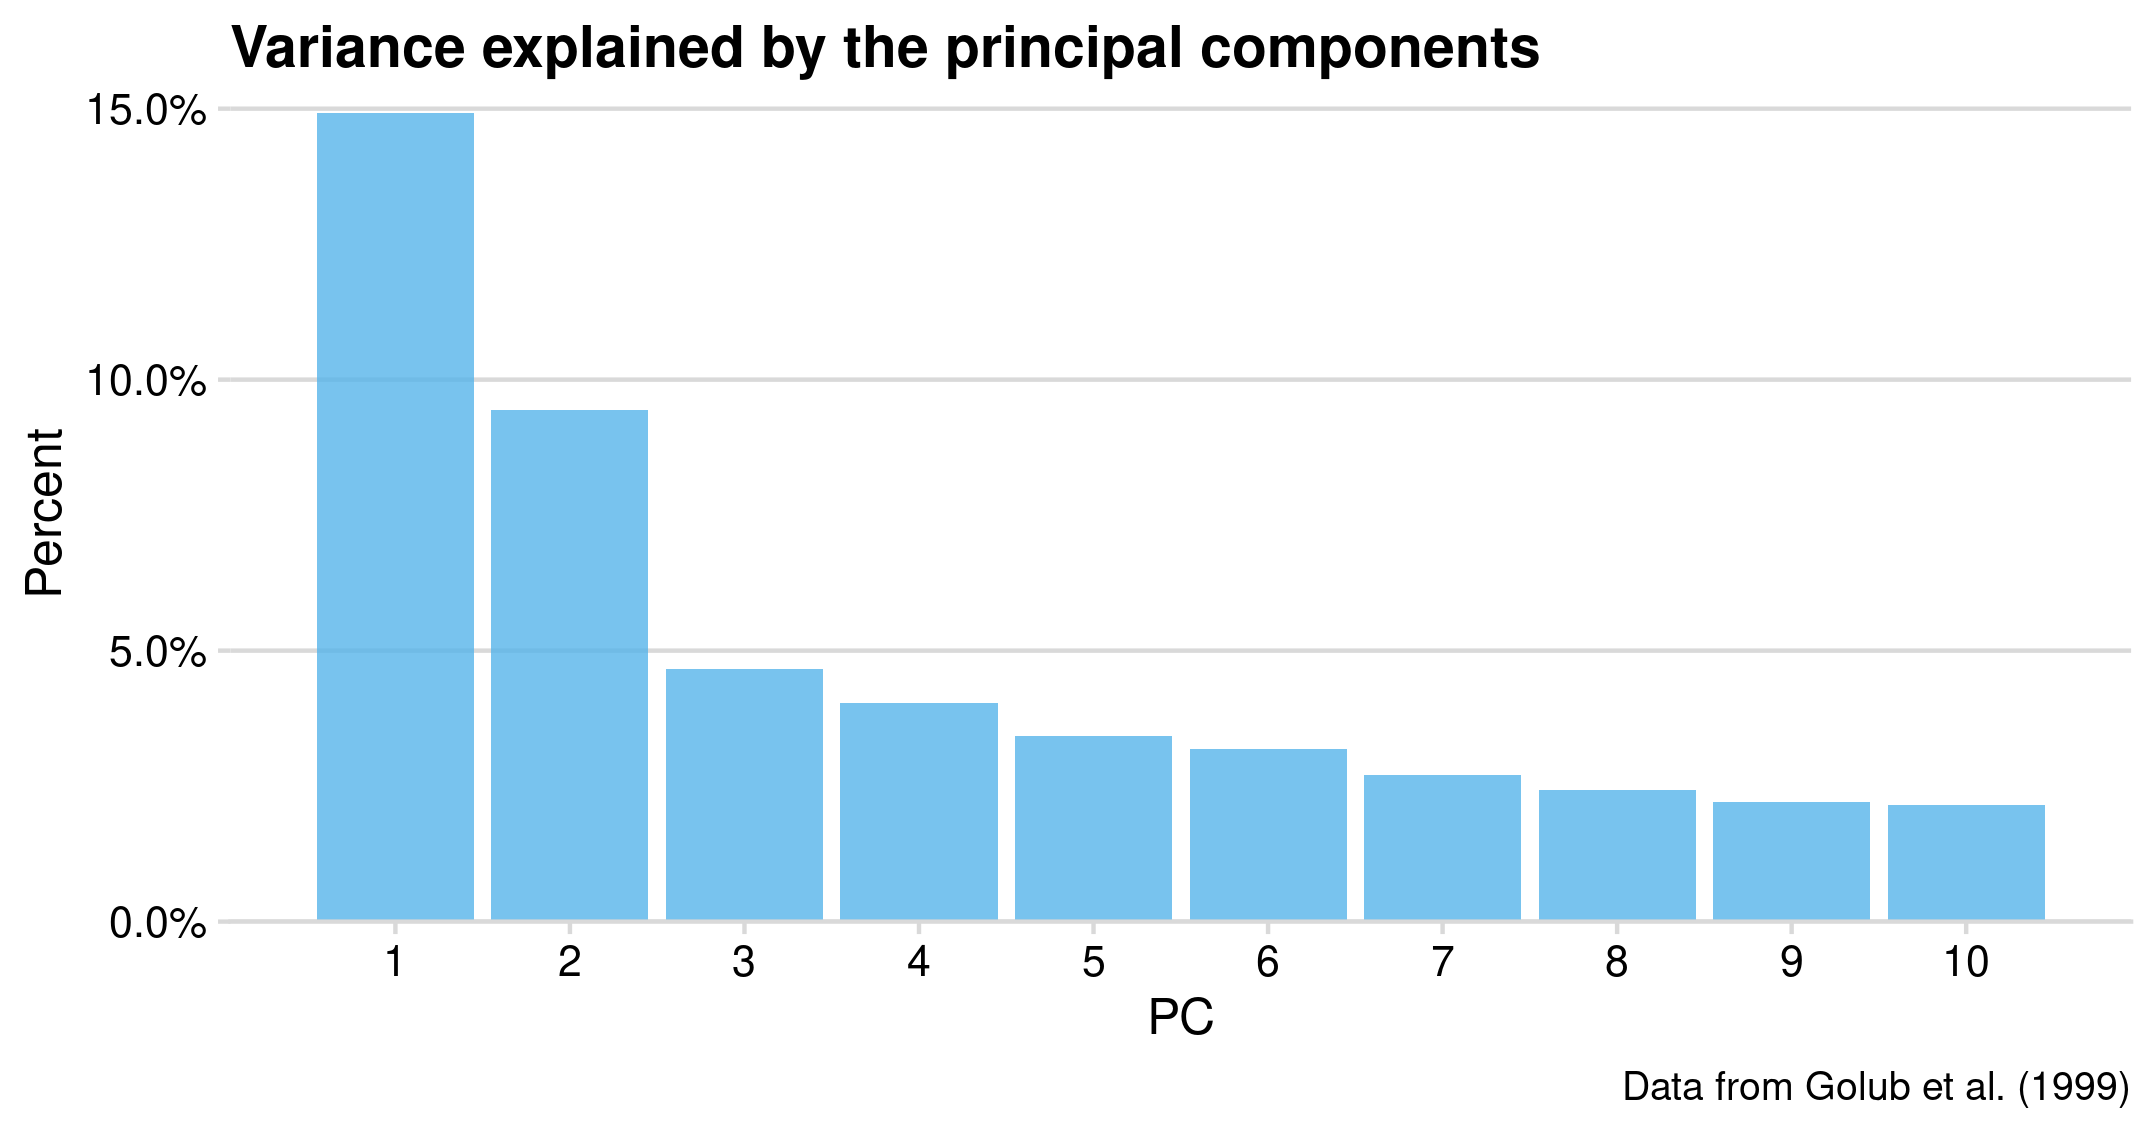 Variance explained by the principal components
15.0%
10.0%
5.0%
0.0%
Percent
1 2 3 4 5 6 7 8 9 10
PC
Data from Golub et al. (1999)